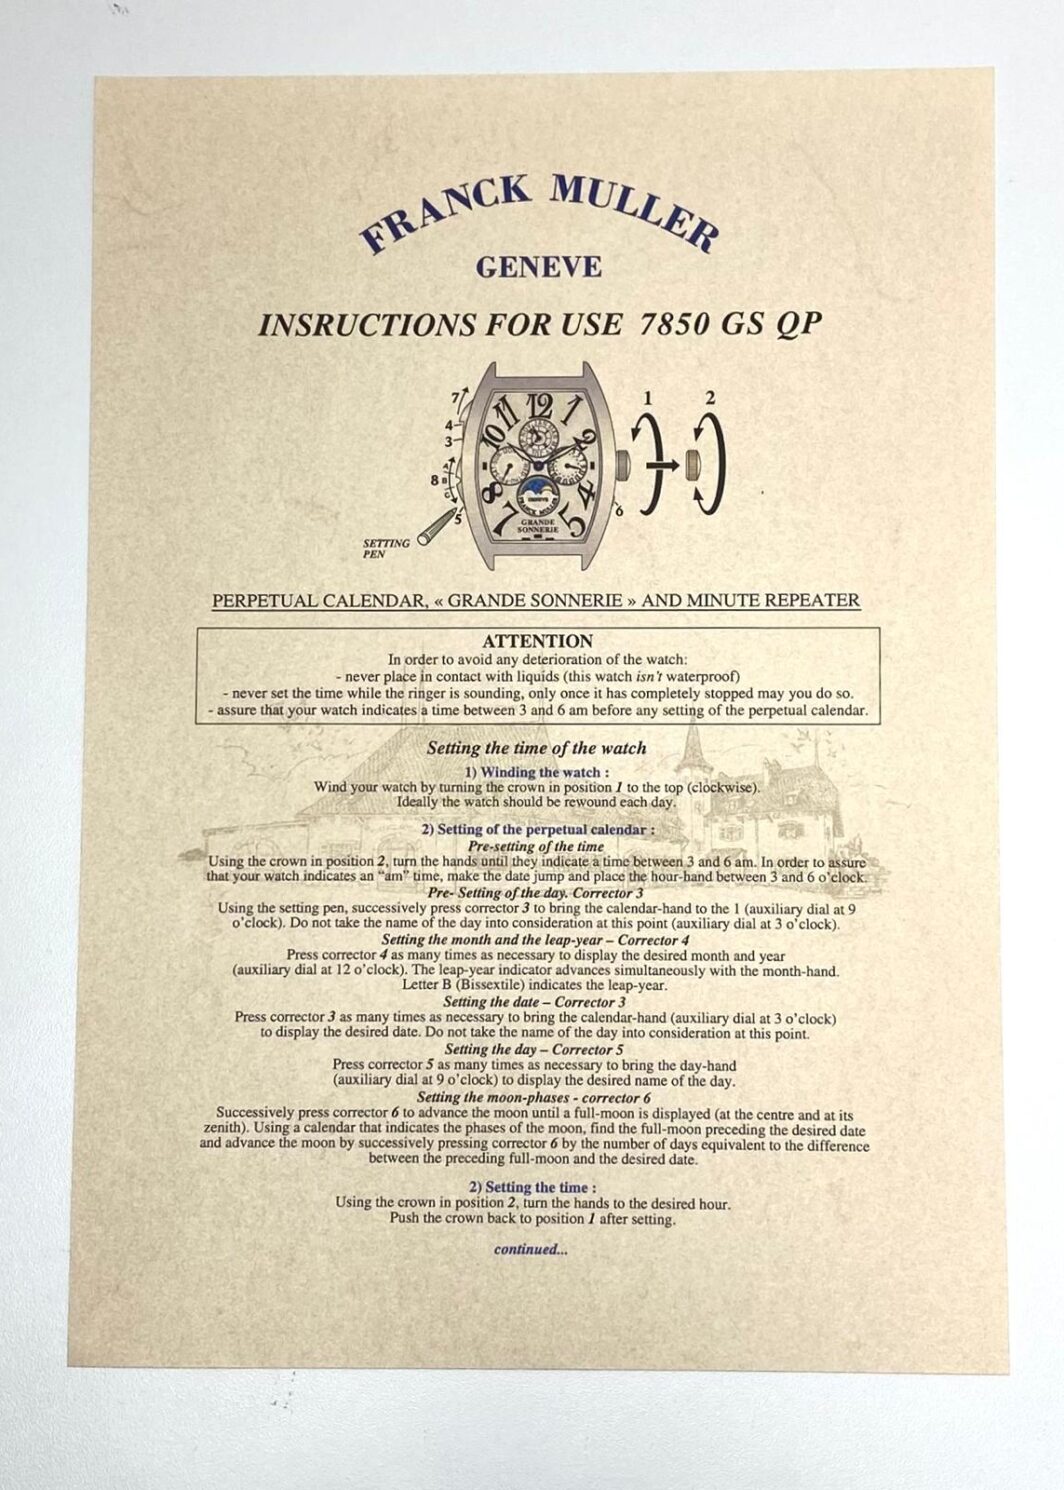 FRANCK MULLER
GENEVE
INSRUCTIONS FOR USE 7850 GS QP
7
4
3
8
A
B
C
5
SETTING
PEN
10 11 12 1 2
8 4
7 5
GENEVE
FRANCK MULLER
GRANDE
SONNERIE
6
1
2
PERPETUAL CALENDAR, « GRANDE SONNERIE » AND MINUTE REPEATER
ATTENTION
In order to avoid any deterioration of the watch:
- never place in contact with liquids (this watch isn't waterproof)
- never set the time while the ringer is sounding, only once it has completely stopped may you do so.
- assure that your watch indicates a time between 3 and 6 am before any setting of the perpetual calendar.
Setting the time of the watch
1) Winding the watch :
Wind your watch by turning the crown in position 1 to the top (clockwise).
Ideally the watch should be rewound each day.
2) Setting of the perpetual calendar :
Pre-setting of the time
Using the crown in position 2, turn the hands until they indicate a time between 3 and 6 am. In order to assure
that your watch indicates an "am" time, make the date jump and place the hour-hand between 3 and 6 o'clock.
Pre- Setting of the day. Corrector 3
Using the setting pen, successively press corrector 3 to bring the calendar-hand to the 1 (auxiliary dial at 9
o'clock). Do not take the name of the day into consideration at this point (auxiliary dial at 3 o'clock).
Setting the month and the leap-year – Corrector 4
Press corrector 4 as many times as necessary to display the desired month and year
(auxiliary dial at 12 o'clock). The leap-year indicator advances simultaneously with the month-hand.
Letter B (Bissextile) indicates the leap-year.
Setting the date – Corrector 3
Press corrector 3 as many times as necessary to bring the calendar-hand (auxiliary dial at 3 o'clock)
to display the desired date. Do not take the name of the day into consideration at this point.
Setting the day – Corrector 5
Press corrector 5 as many times as necessary to bring the day-hand
(auxiliary dial at 9 o'clock) to display the desired name of the day.
Setting the moon-phases - corrector 6
Successively press corrector 6 to advance the moon until a full-moon is displayed (at the centre and at its
zenith). Using a calendar that indicates the phases of the moon, find the full-moon preceding the desired date
and advance the moon by successively pressing corrector 6 by the number of days equivalent to the difference
between the preceding full-moon and the desired date.
2) Setting the time :
Using the crown in position 2, turn the hands to the desired hour.
Push the crown back to position 1 after setting.
continued...